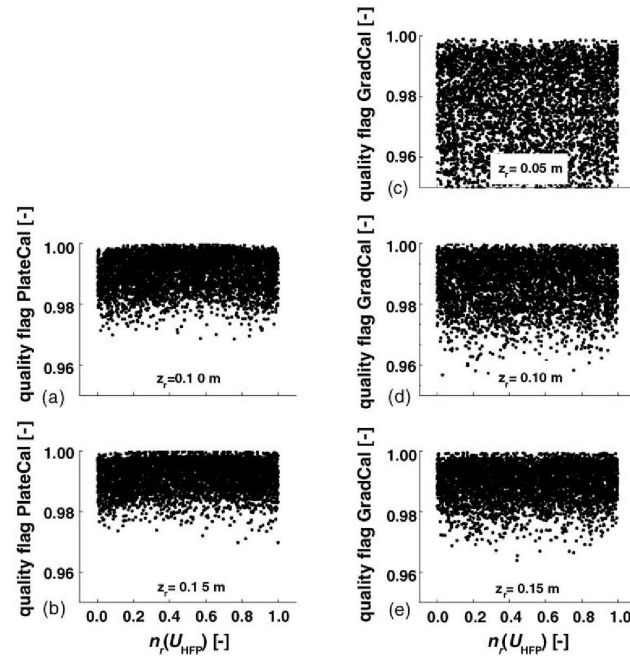 quality flag GradCal [-]
1.00
0.98
0.96
(c)
z_r = 0.05 m
quality flag PlateCal [-]
1.00
0.98
0.96
(a)
z_r=0.1 0 m
quality flag GradCal [-]
1.00
0.98
0.96
(d)
z_r = 0.10 m
quality flag PlateCal [-]
1.00
0.98
0.96
(b)
z_r= 0.1 5 m
0.0 0.2 0.4 0.6 0.8 1.0
n_r(U_HFP) [-]
quality flag GradCal [-]
1.00
0.98
0.96
(e)
z_r= 0.15 m
0.0 0.2 0.4 0.6 0.8 1.0
n_r(U_HFP) [-]